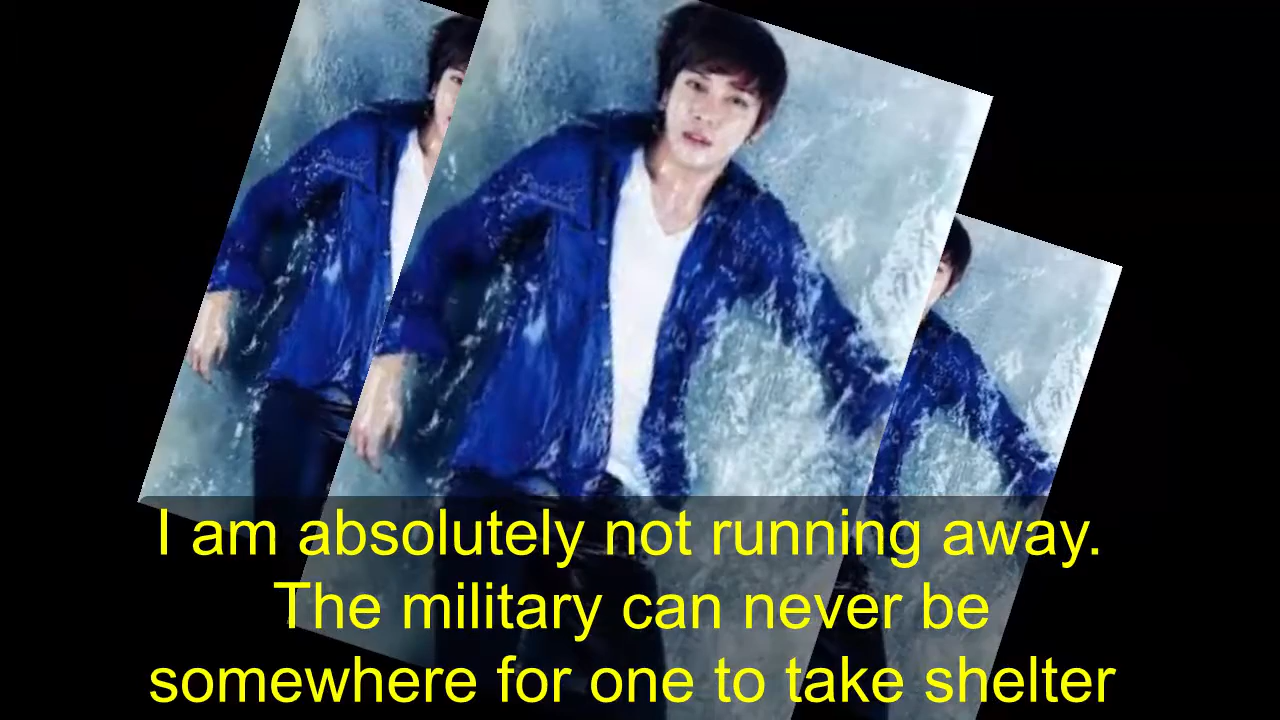 I am absolutely not running away.
The military can never be
somewhere for one to take shelter